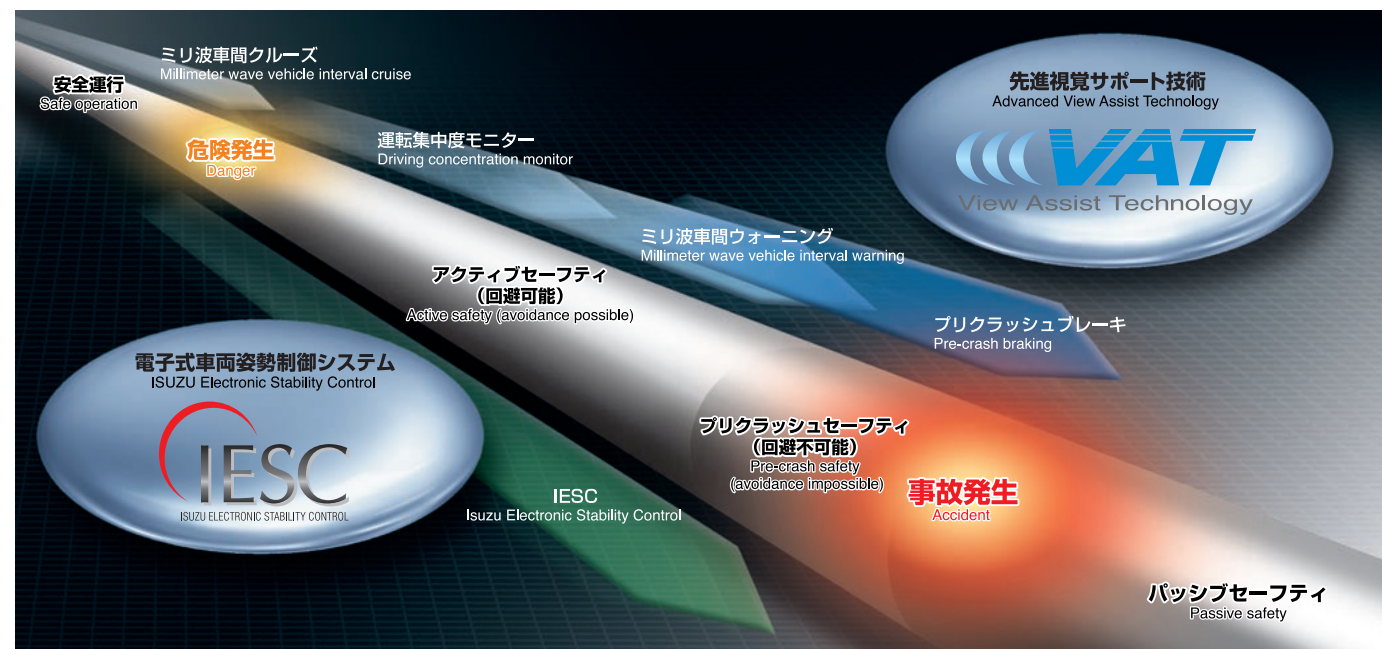 ミリ波車間クルーズ
Millimeter wave vehicle interval cruise
安全運行
Safe operation
先進視覚サポート技術
Advanced View Assist Technology
VAT
View Assist Technology
危険発生
Danger
運転集中度モニター
Driving concentration monitor
ミリ波車間ウォーニング
Millimeter wave vehicle interval warning
アクティブセーフティ
(回避可能)
Active safety (avoidance possible)
プリクラッシュブレーキ
Pre-crash braking
電子式車両姿勢制御システム
ISUZU Electronic Stability Control
IESC
ISUZU ELECTRONIC STABILITY CONTROL
プリクラッシュセーフティ
(回避不可能)
Pre-crash safety
(avoidance impossible)
事故発生
Accident
IESC
Isuzu Electronic Stability Control
パッシブセーフティ
Passive safety